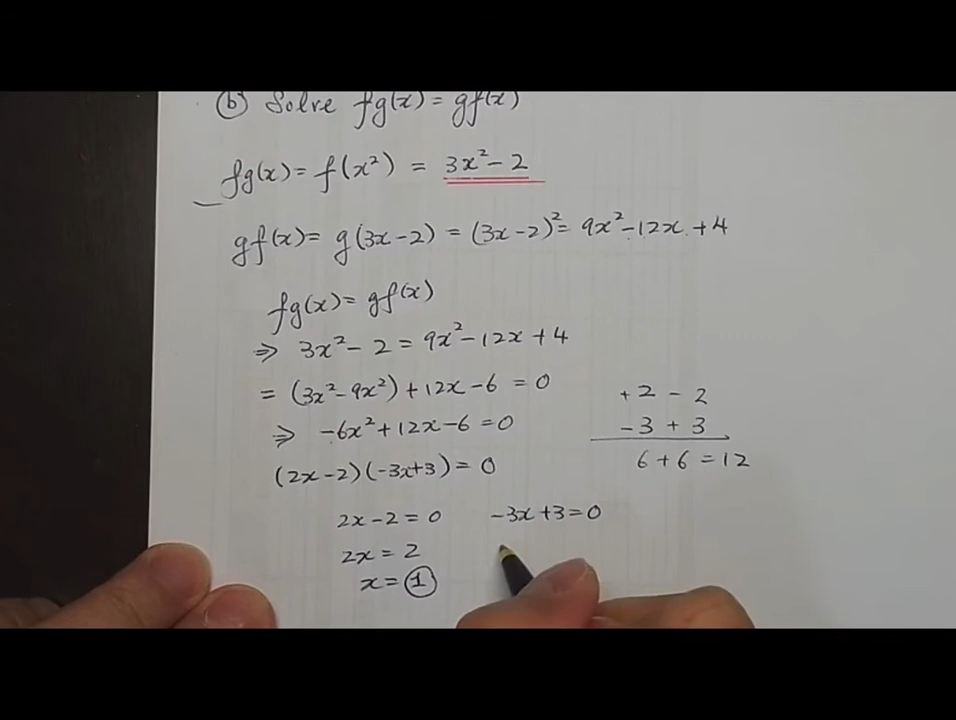 (b) Solve fg(x) = gf(x)
fg(x) = f(x²) = 3x² - 2
gf(x) = g(3x-2) = (3x-2)² = 9x² - 12x + 4
fg(x) = gf(x)
⇒ 3x² - 2 = 9x² - 12x + 4
= (3x² - 9x²) + 12x - 6 = 0
⇒ -6x² + 12x - 6 = 0
(2x-2)(-3x+3) = 0
+2 - 2
-3 + 3
6 + 6 = 12
2x - 2 = 0
2x = 2
x = 1
-3x + 3 = 0